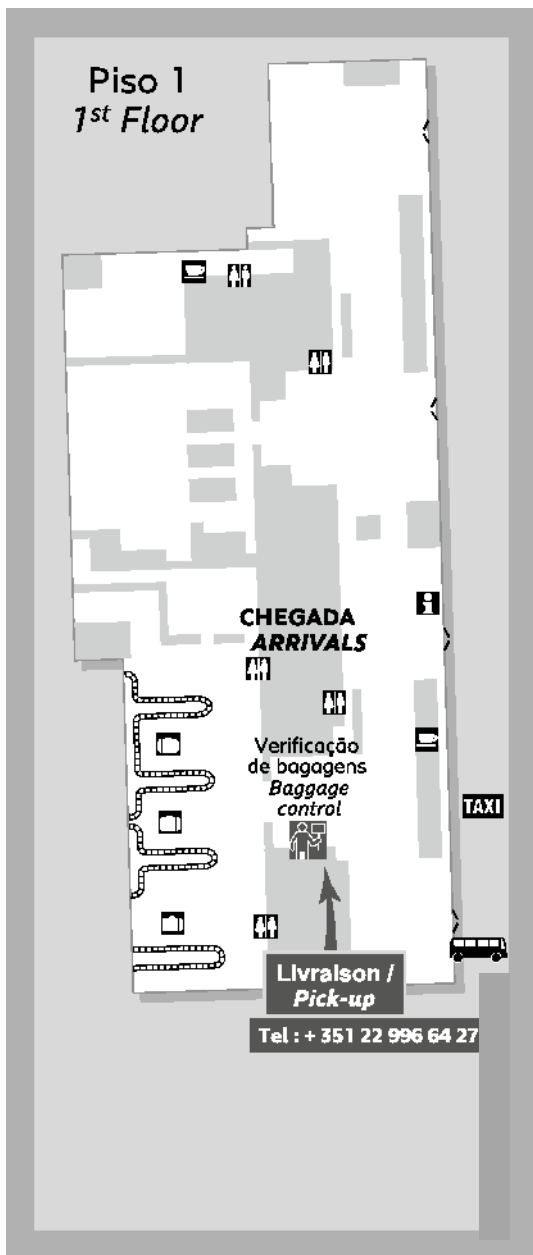 Piso 1
1st Floor
CHEGADA
ARRIVALS
Verificação
de bagagens
Baggage
control
TAXI
Livraison /
Pick-up
Tel : + 351 22 996 64 27